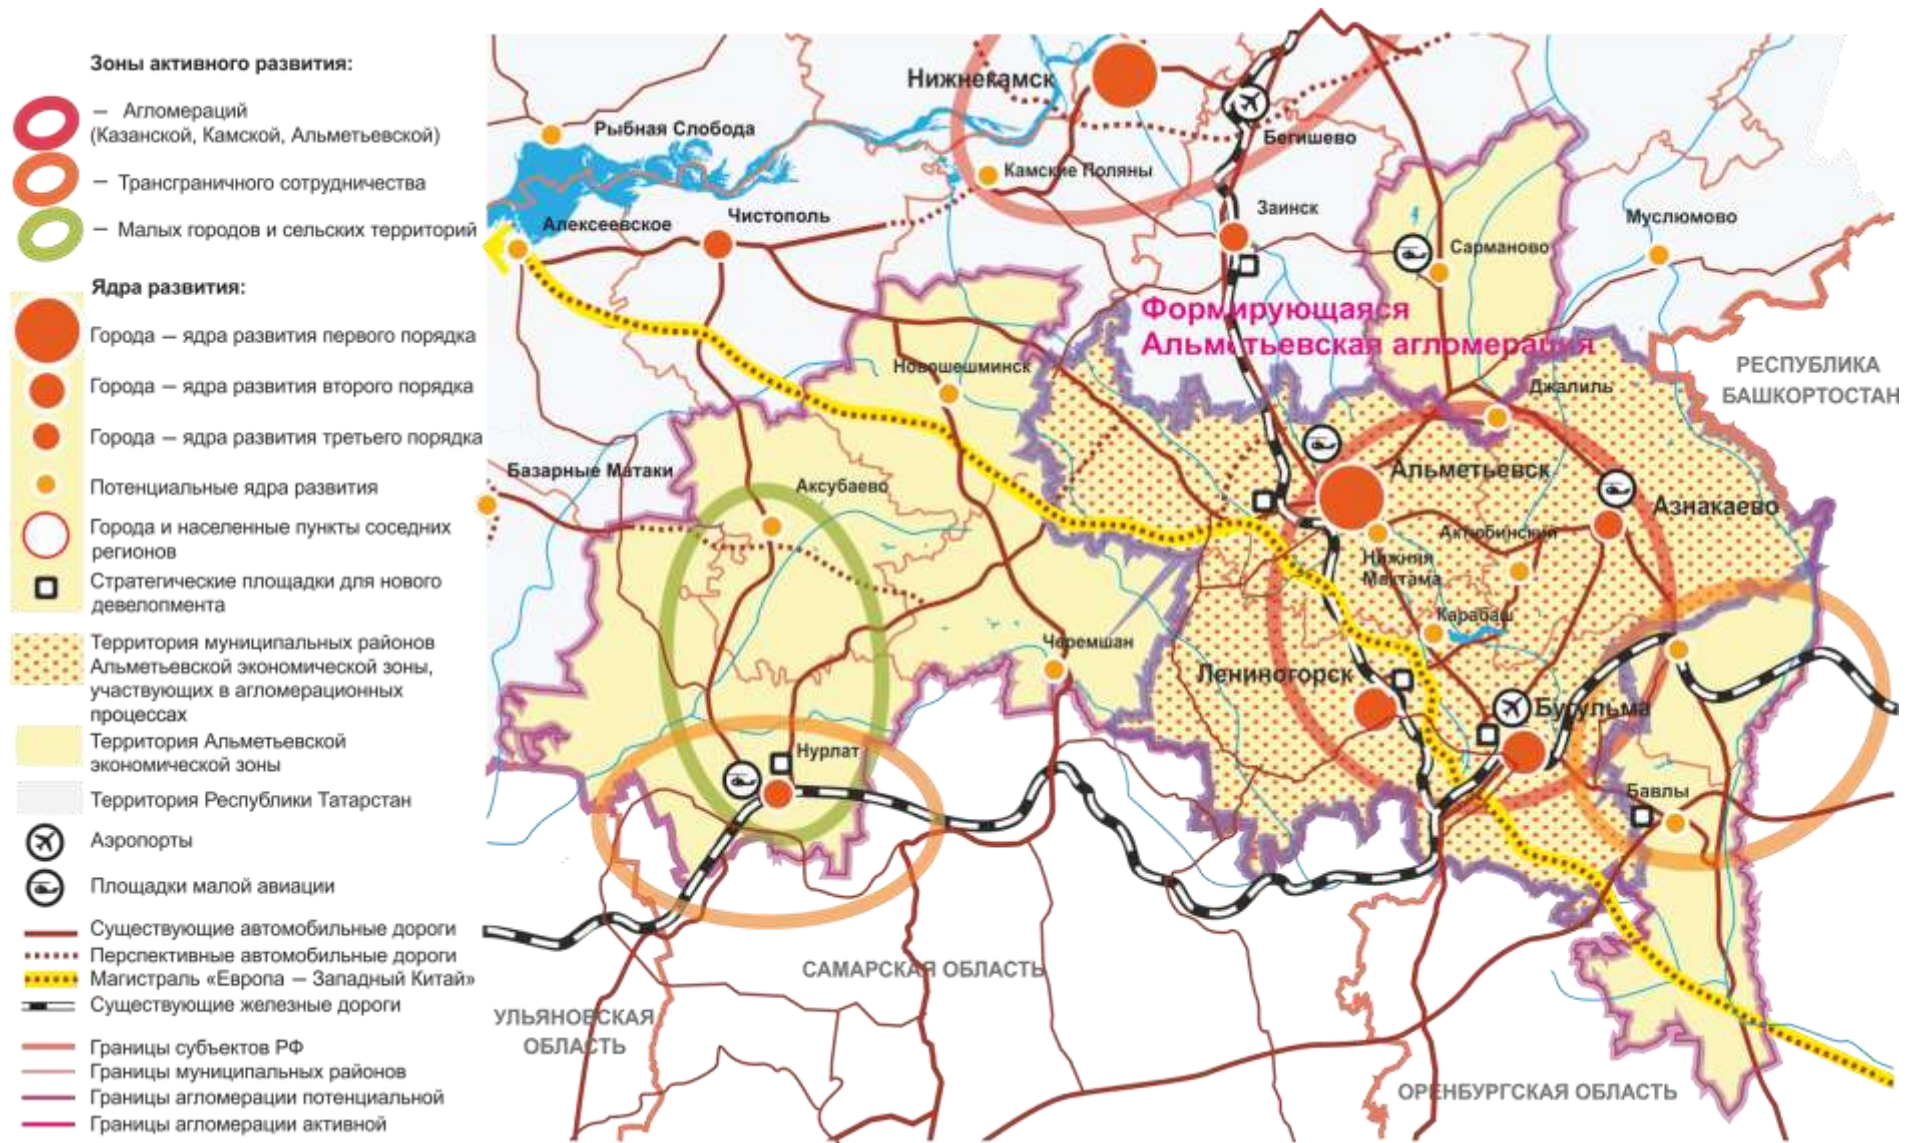 Зоны активного развития:
— Агломераций
(Казанской, Камской, Альметьевской)
— Трансграничного сотрудничества
— Малых городов и сельских территорий
Ядра развития:
Города — ядра развития первого порядка
Города — ядра развития второго порядка
Города — ядра развития третьего порядка
Потенциальные ядра развития
Города и населенные пункты соседних
регионов
Стратегические площадки для нового
девелопмента
Территория муниципальных районов
Альметьевской экономической зоны,
участвующих в агломерационных
процессах
Территория Альметьевской
экономической зоны
Территория Республики Татарстан
Аэропорты
Площадки малой авиации
Существующие автомобильные дороги
Перспективные автомобильные дороги
Магистраль «Европа — Западный Китай»
Существующие железные дороги
Границы субъектов РФ
Границы муниципальных районов
Границы агломерации потенциальной
Границы агломерации активной
Нижнекамск
Рыбная Слобода
Бегишево
Камские Поляны
Алексеевское
Чистополь
Заинск
Муслюмово
Сарманово
Формирующаяся
Альметьевская агломерация
Новошешминск
Джалиль
РЕСПУБЛИКА
БАШКОРТОСТАН
Базарные Матаки
Аксубаево
Альметьевск
Азнакаево
Актюбинский
Нижняя
Мактама
Карабаш
Черемшан
Лениногорск
Бугульма
Нурлат
Бавлы
САМАРСКАЯ ОБЛАСТЬ
УЛЬЯНОВСКАЯ
ОБЛАСТЬ
ОРЕНБУРГСКАЯ ОБЛАСТЬ